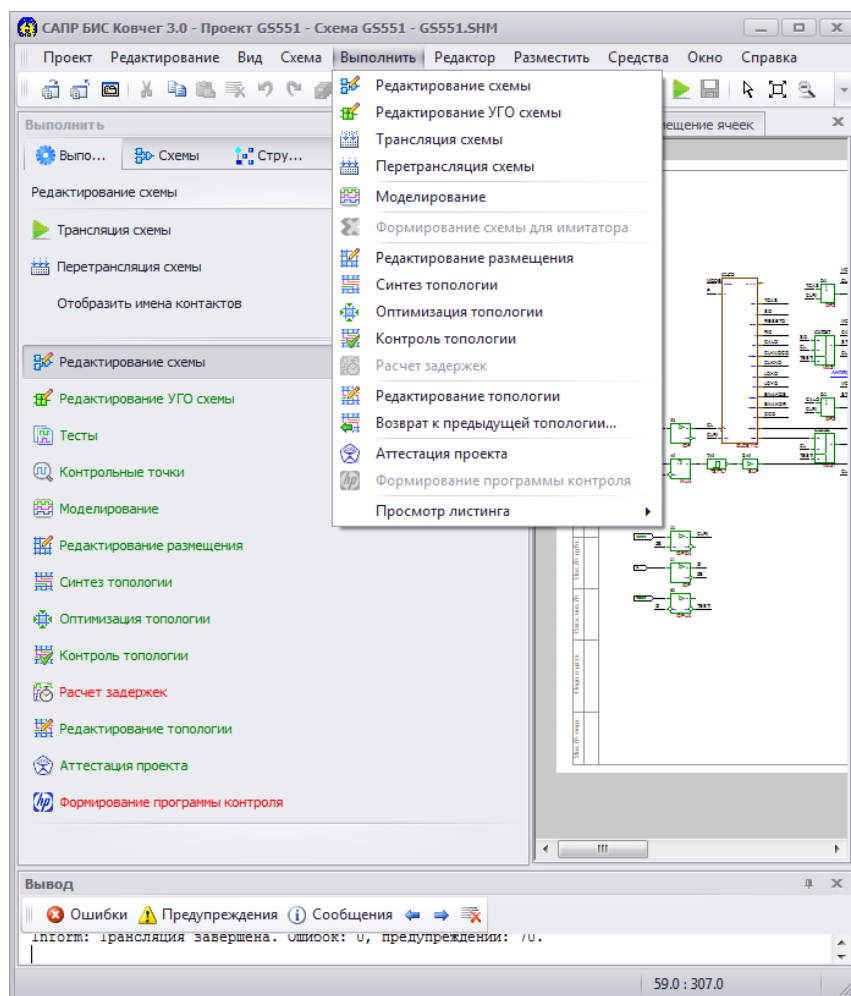 САПР БИС Ковчег 3.0 - Проект GS551 - Схема GS551 - GS551.SHM
Проект Редактирование Вид Схема Выполнить Редактор Разместить Средства Окно Справка
Выполнить
Выпо... Схемы Стру...
Редактирование схемы
Трансляция схемы
Перетрансляция схемы
Отобразить имена контактов
Редактирование схемы
Редактирование УГО схемы
Тесты
Контрольные точки
Моделирование
Редактирование размещения
Синтез топологии
Оптимизация топологии
Контроль топологии
Расчет задержек
Редактирование топологии
Аттестация проекта
Формирование программы контроля
Редактирование схемы
Редактирование УГО схемы
Трансляция схемы
Перетрансляция схемы
Моделирование
Формирование схемы для имитатора
Редактирование размещения
Синтез топологии
Оптимизация топологии
Контроль топологии
Расчет задержек
Редактирование топологии
Возврат к предыдущей топологии...
Аттестация проекта
Формирование программы контроля
Просмотр листинга
ещение ячеек
Вывод
Ошибки Предупреждения Сообщения
Inform: Трансляция завершена. Ошибок: 0, предупреждений: 70.
59.0 : 307.0